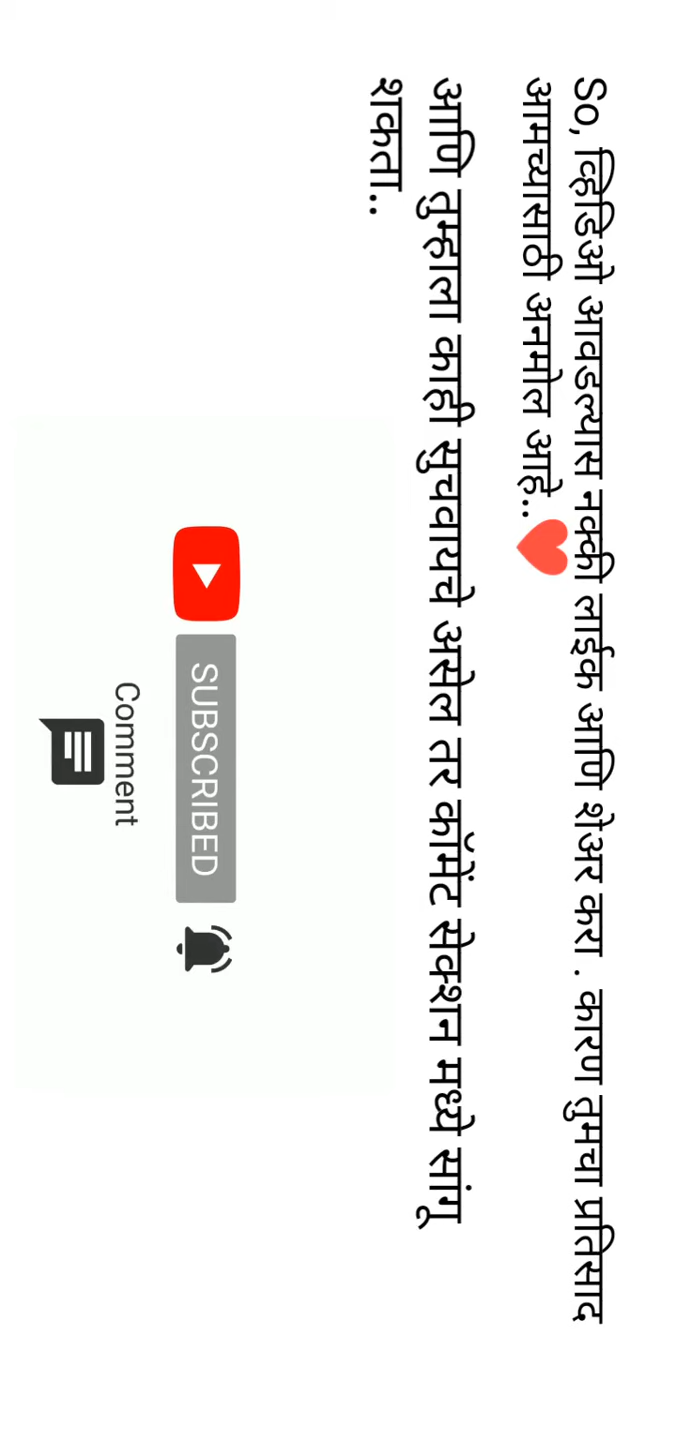 So, व्हिडिओ आवडल्यास नक्की लाईक आणि शेअर करा . कारण तुमचा प्रतिसाद
आमच्यासाठी अनमोल आहे..❤️
आणि तुम्हाला काही सुचवायचे असेल तर कॉमेंट सेक्शन मध्ये सांगू
शकता..
SUBSCRIBED
Comment